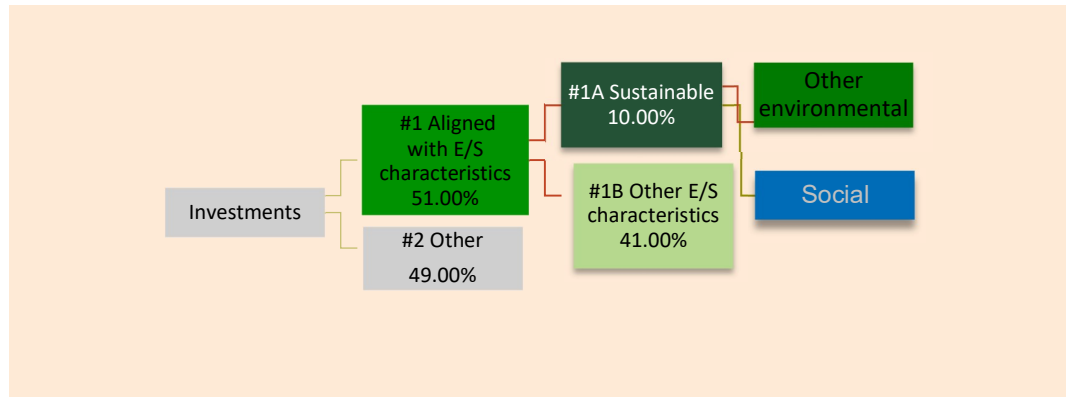 Investments
#1 Aligned
with E/S
characteristics
51.00%
#2 Other
49.00%
#1A Sustainable
10.00%
#1B Other E/S
characteristics
41.00%
Other
environmental
Social